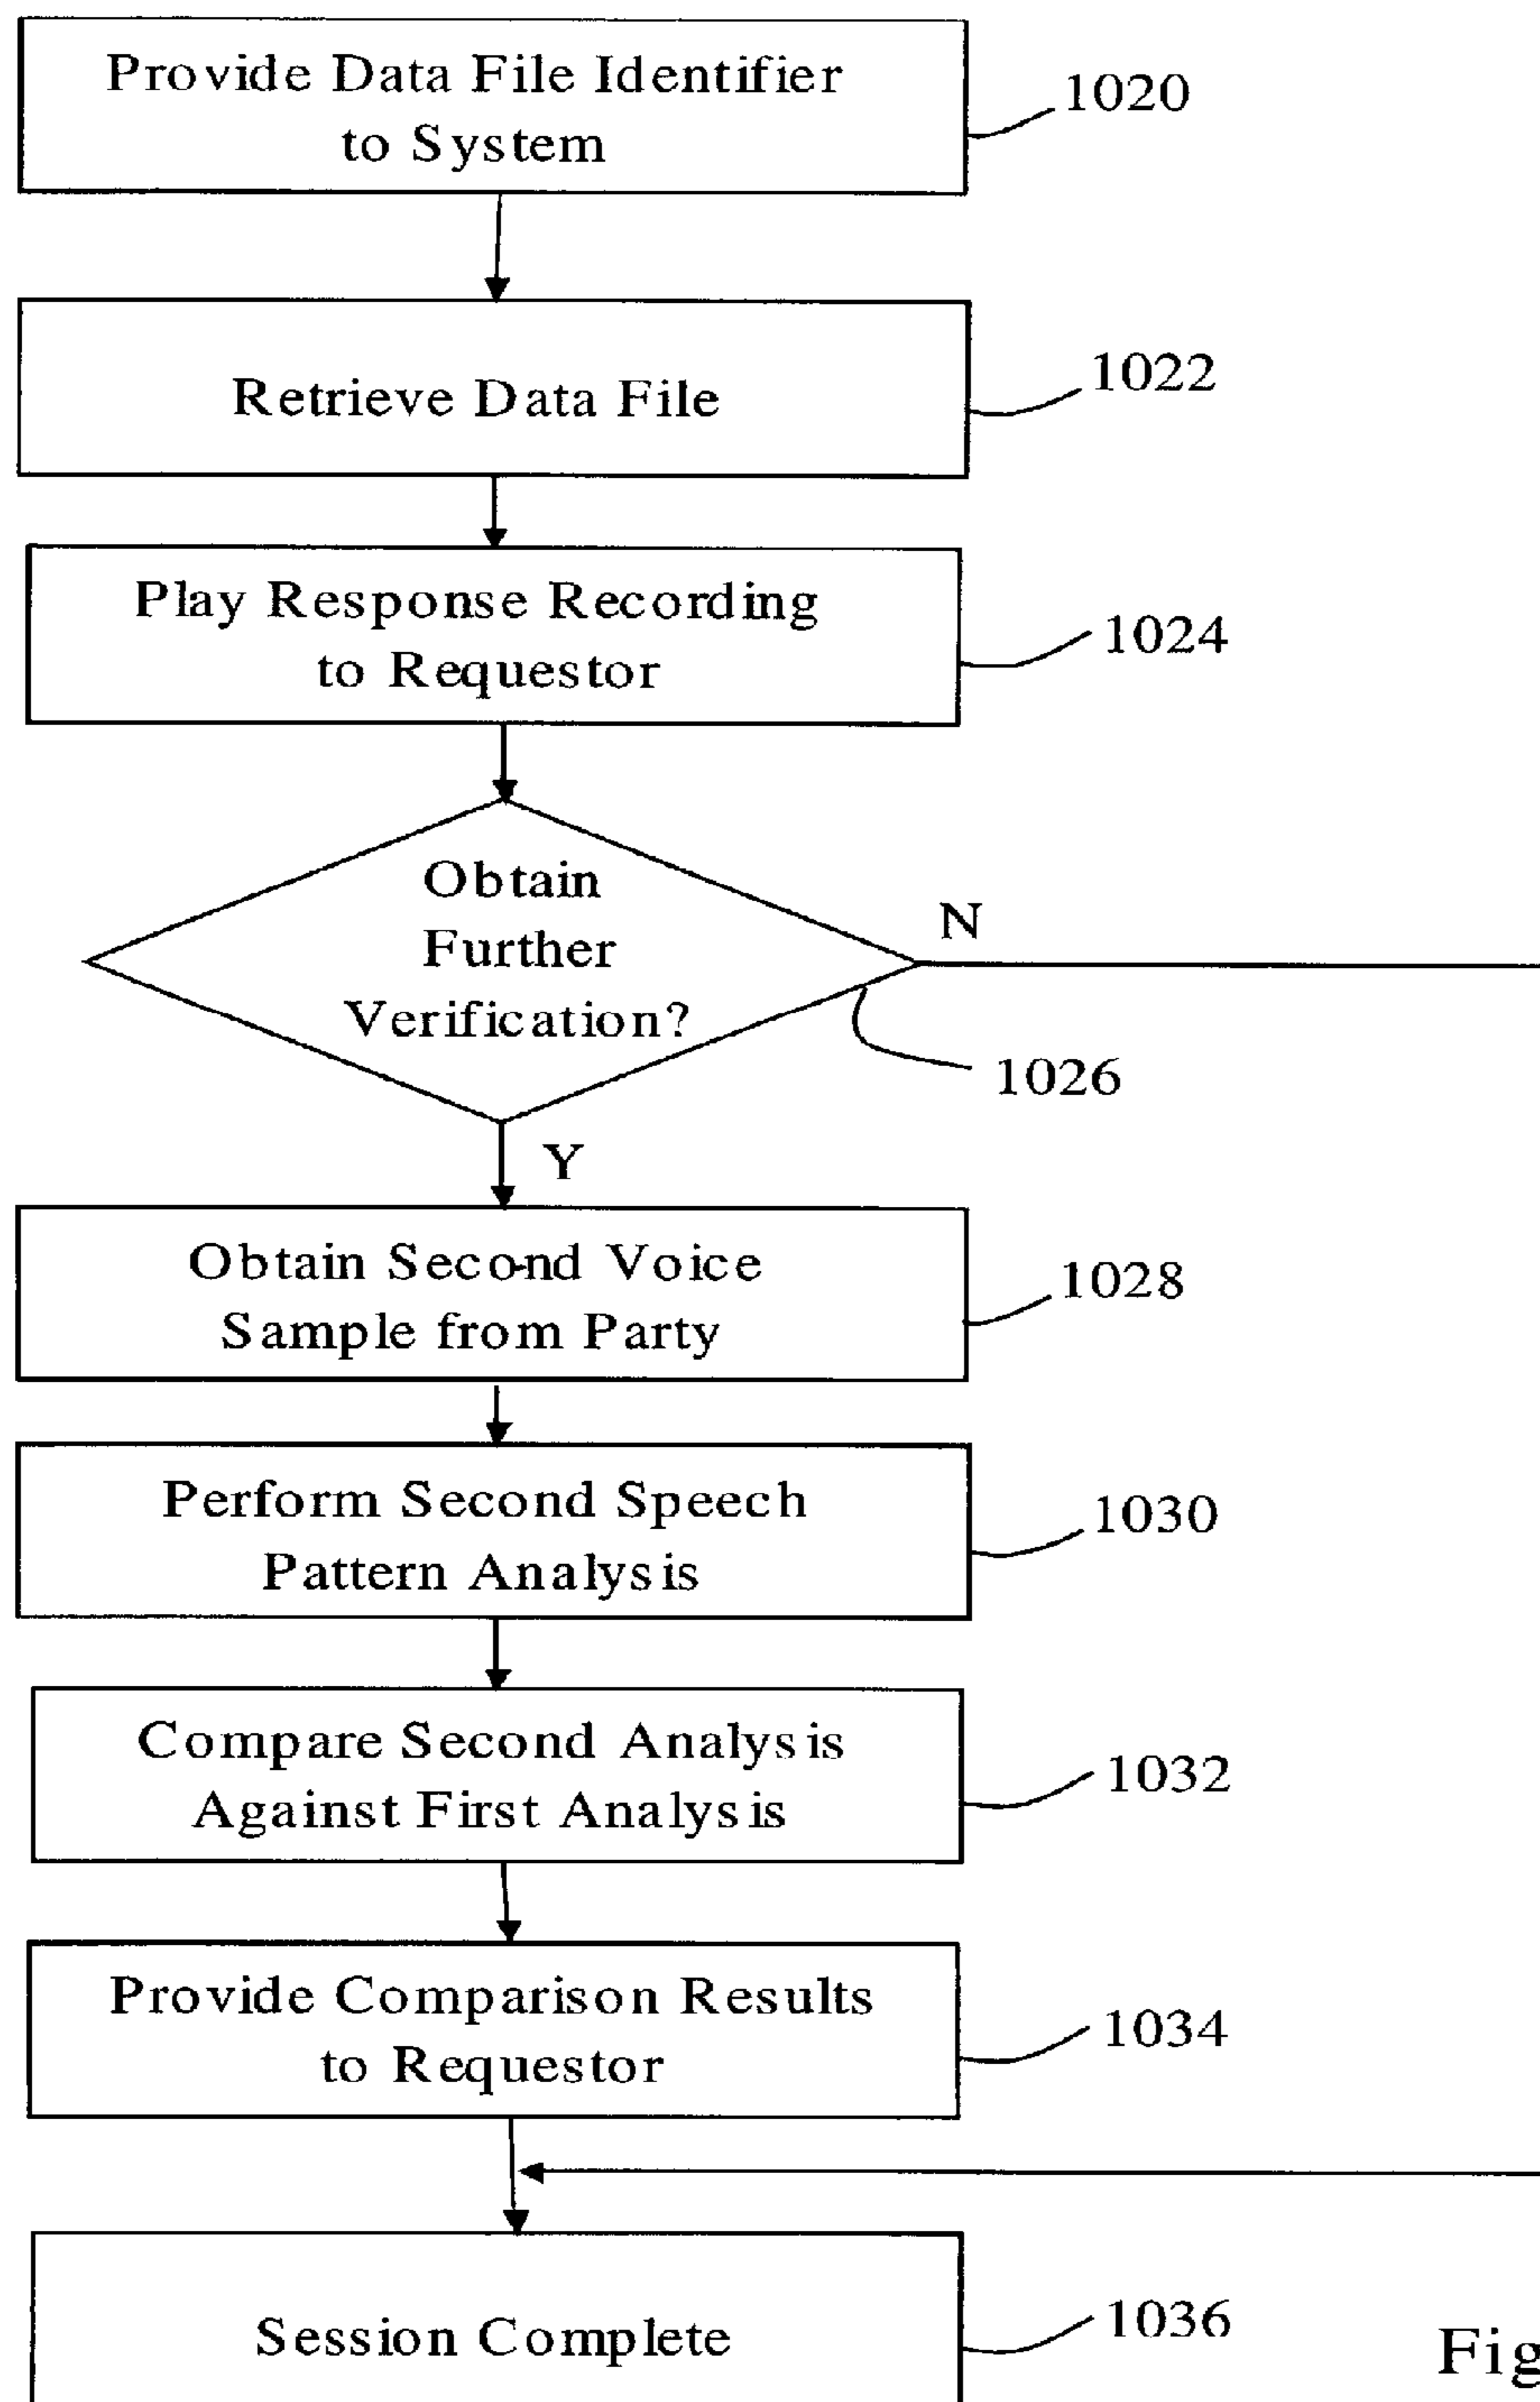 Provide Data File Identifier
to System
1020
Retrieve Data File
1022
Play Response Recording
to Requestor
1024
Obtain
Further
Verification?
N
1026
Y
Obtain Second Voice
Sample from Party
1028
Perform Second Speech
Pattern Analysis
1030
Compare Second Analysis
Against First Analysis
1032
Provide Comparison Results
to Requestor
1034
Session Complete
1036
Fig